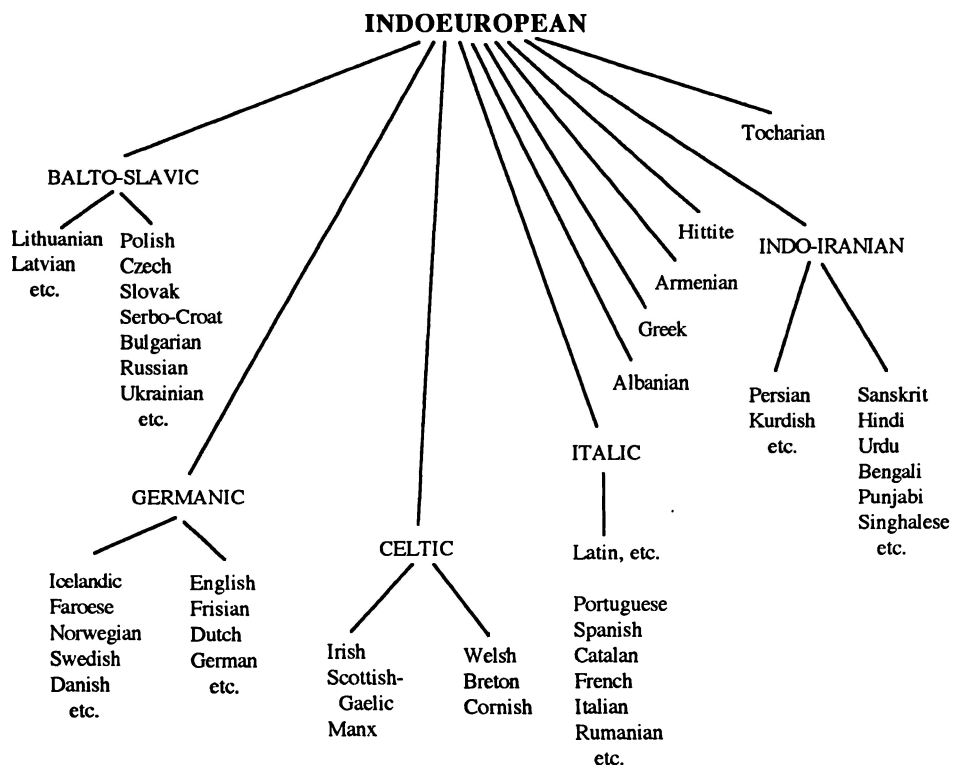 INDOEUROPEAN
Tocharian
BALTO-SLAVIC
Lithuanian
Latvian
etc.
Polish
Czech
Slovak
Serbo-Croat
Bulgarian
Russian
Ukrainian
etc.
Hittite
INDO-IRANIAN
Armenian
Greek
Albanian
Persian
Kurdish
etc.
Sanskrit
Hindi
Urdu
Bengali
Punjabi
Singhalese
etc.
ITALIC
Latin, etc.
Portuguese
Spanish
Catalan
French
Italian
Rumanian
etc.
GERMANIC
Icelandic
Faroese
Norwegian
Swedish
Danish
etc.
English
Frisian
Dutch
German
etc.
CELTIC
Irish
Scottish-
Gaelic
Manx
Welsh
Breton
Cornish